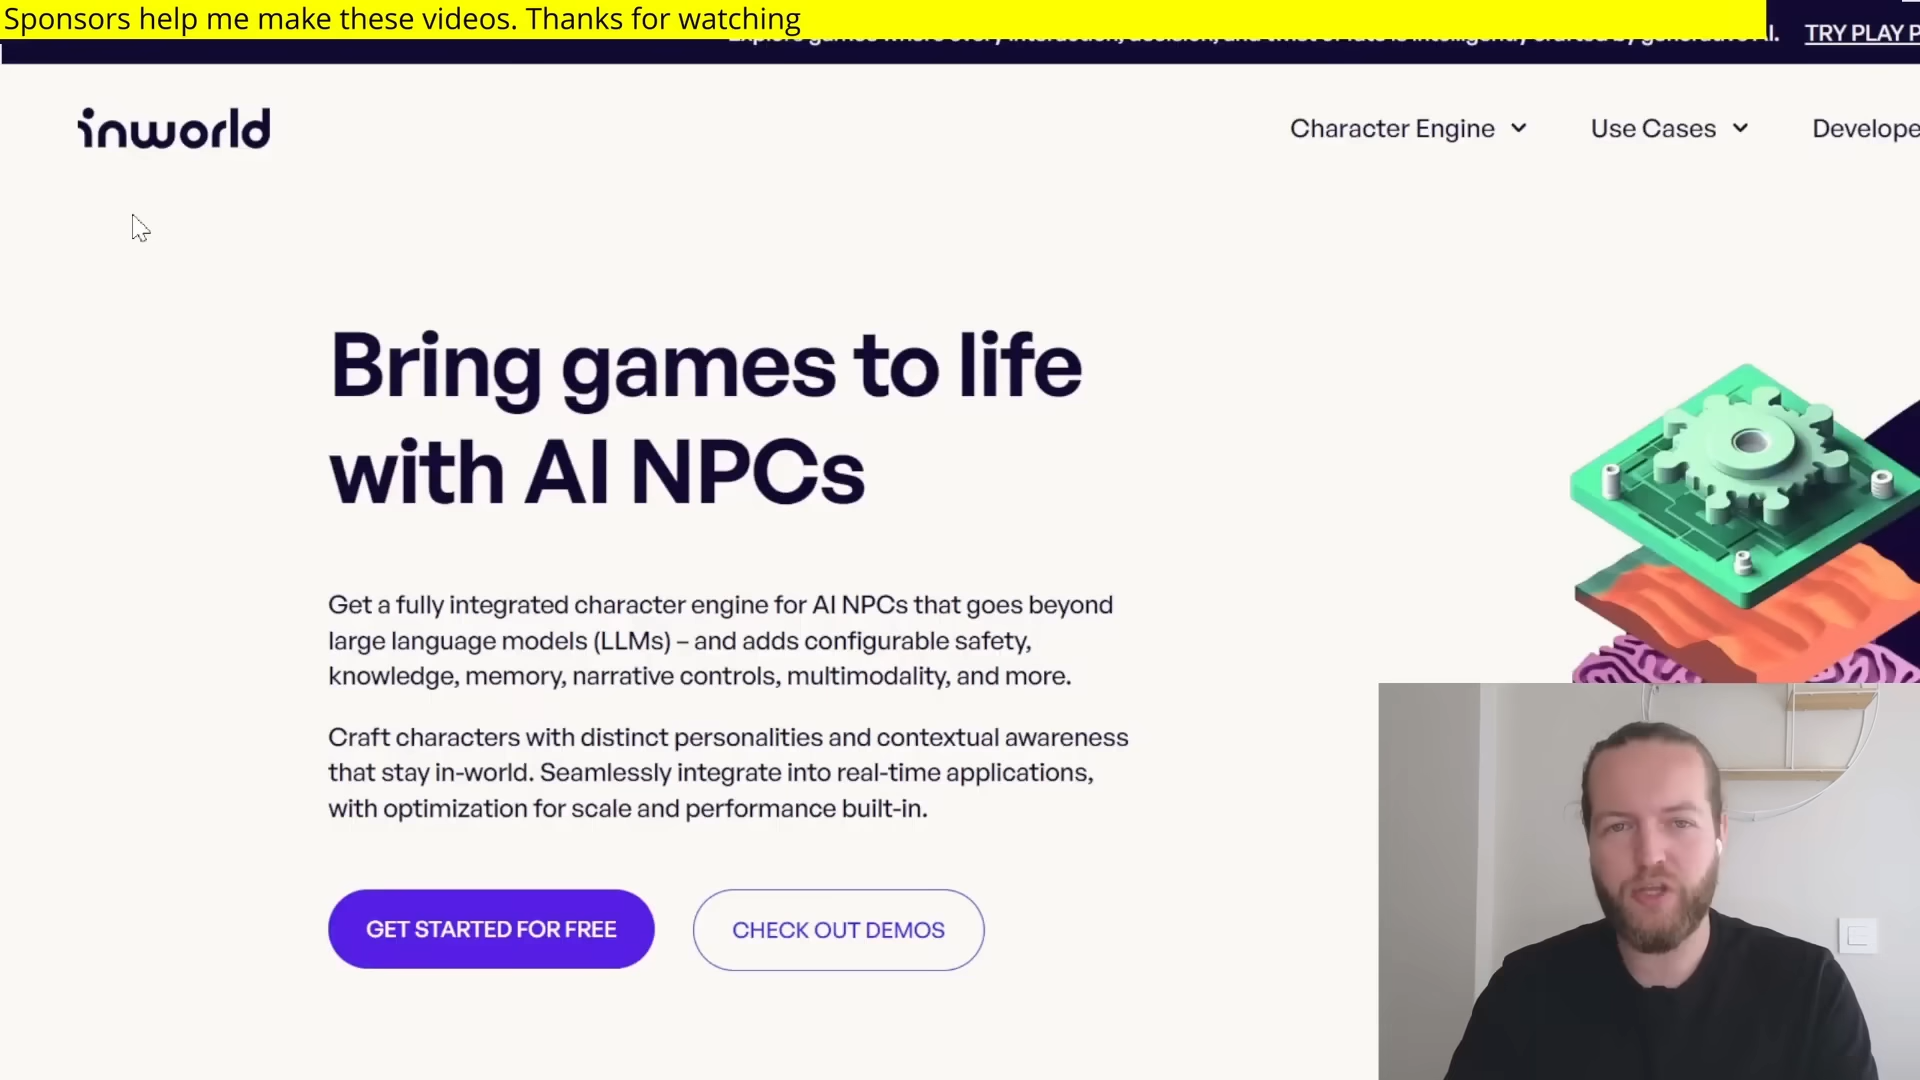 Sponsors help me make these videos. Thanks for watching
TRY PLAY P
inworld
Character Engine
Use Cases
Develope
Bring games to life
with AI NPCs
Get a fully integrated character engine for AI NPCs that goes beyond
large language models (LLMs) – and adds configurable safety,
knowledge, memory, narrative controls, multimodality, and more.
Craft characters with distinct personalities and contextual awareness
that stay in-world. Seamlessly integrate into real-time applications,
with optimization for scale and performance built-in.
GET STARTED FOR FREE
CHECK OUT DEMOS